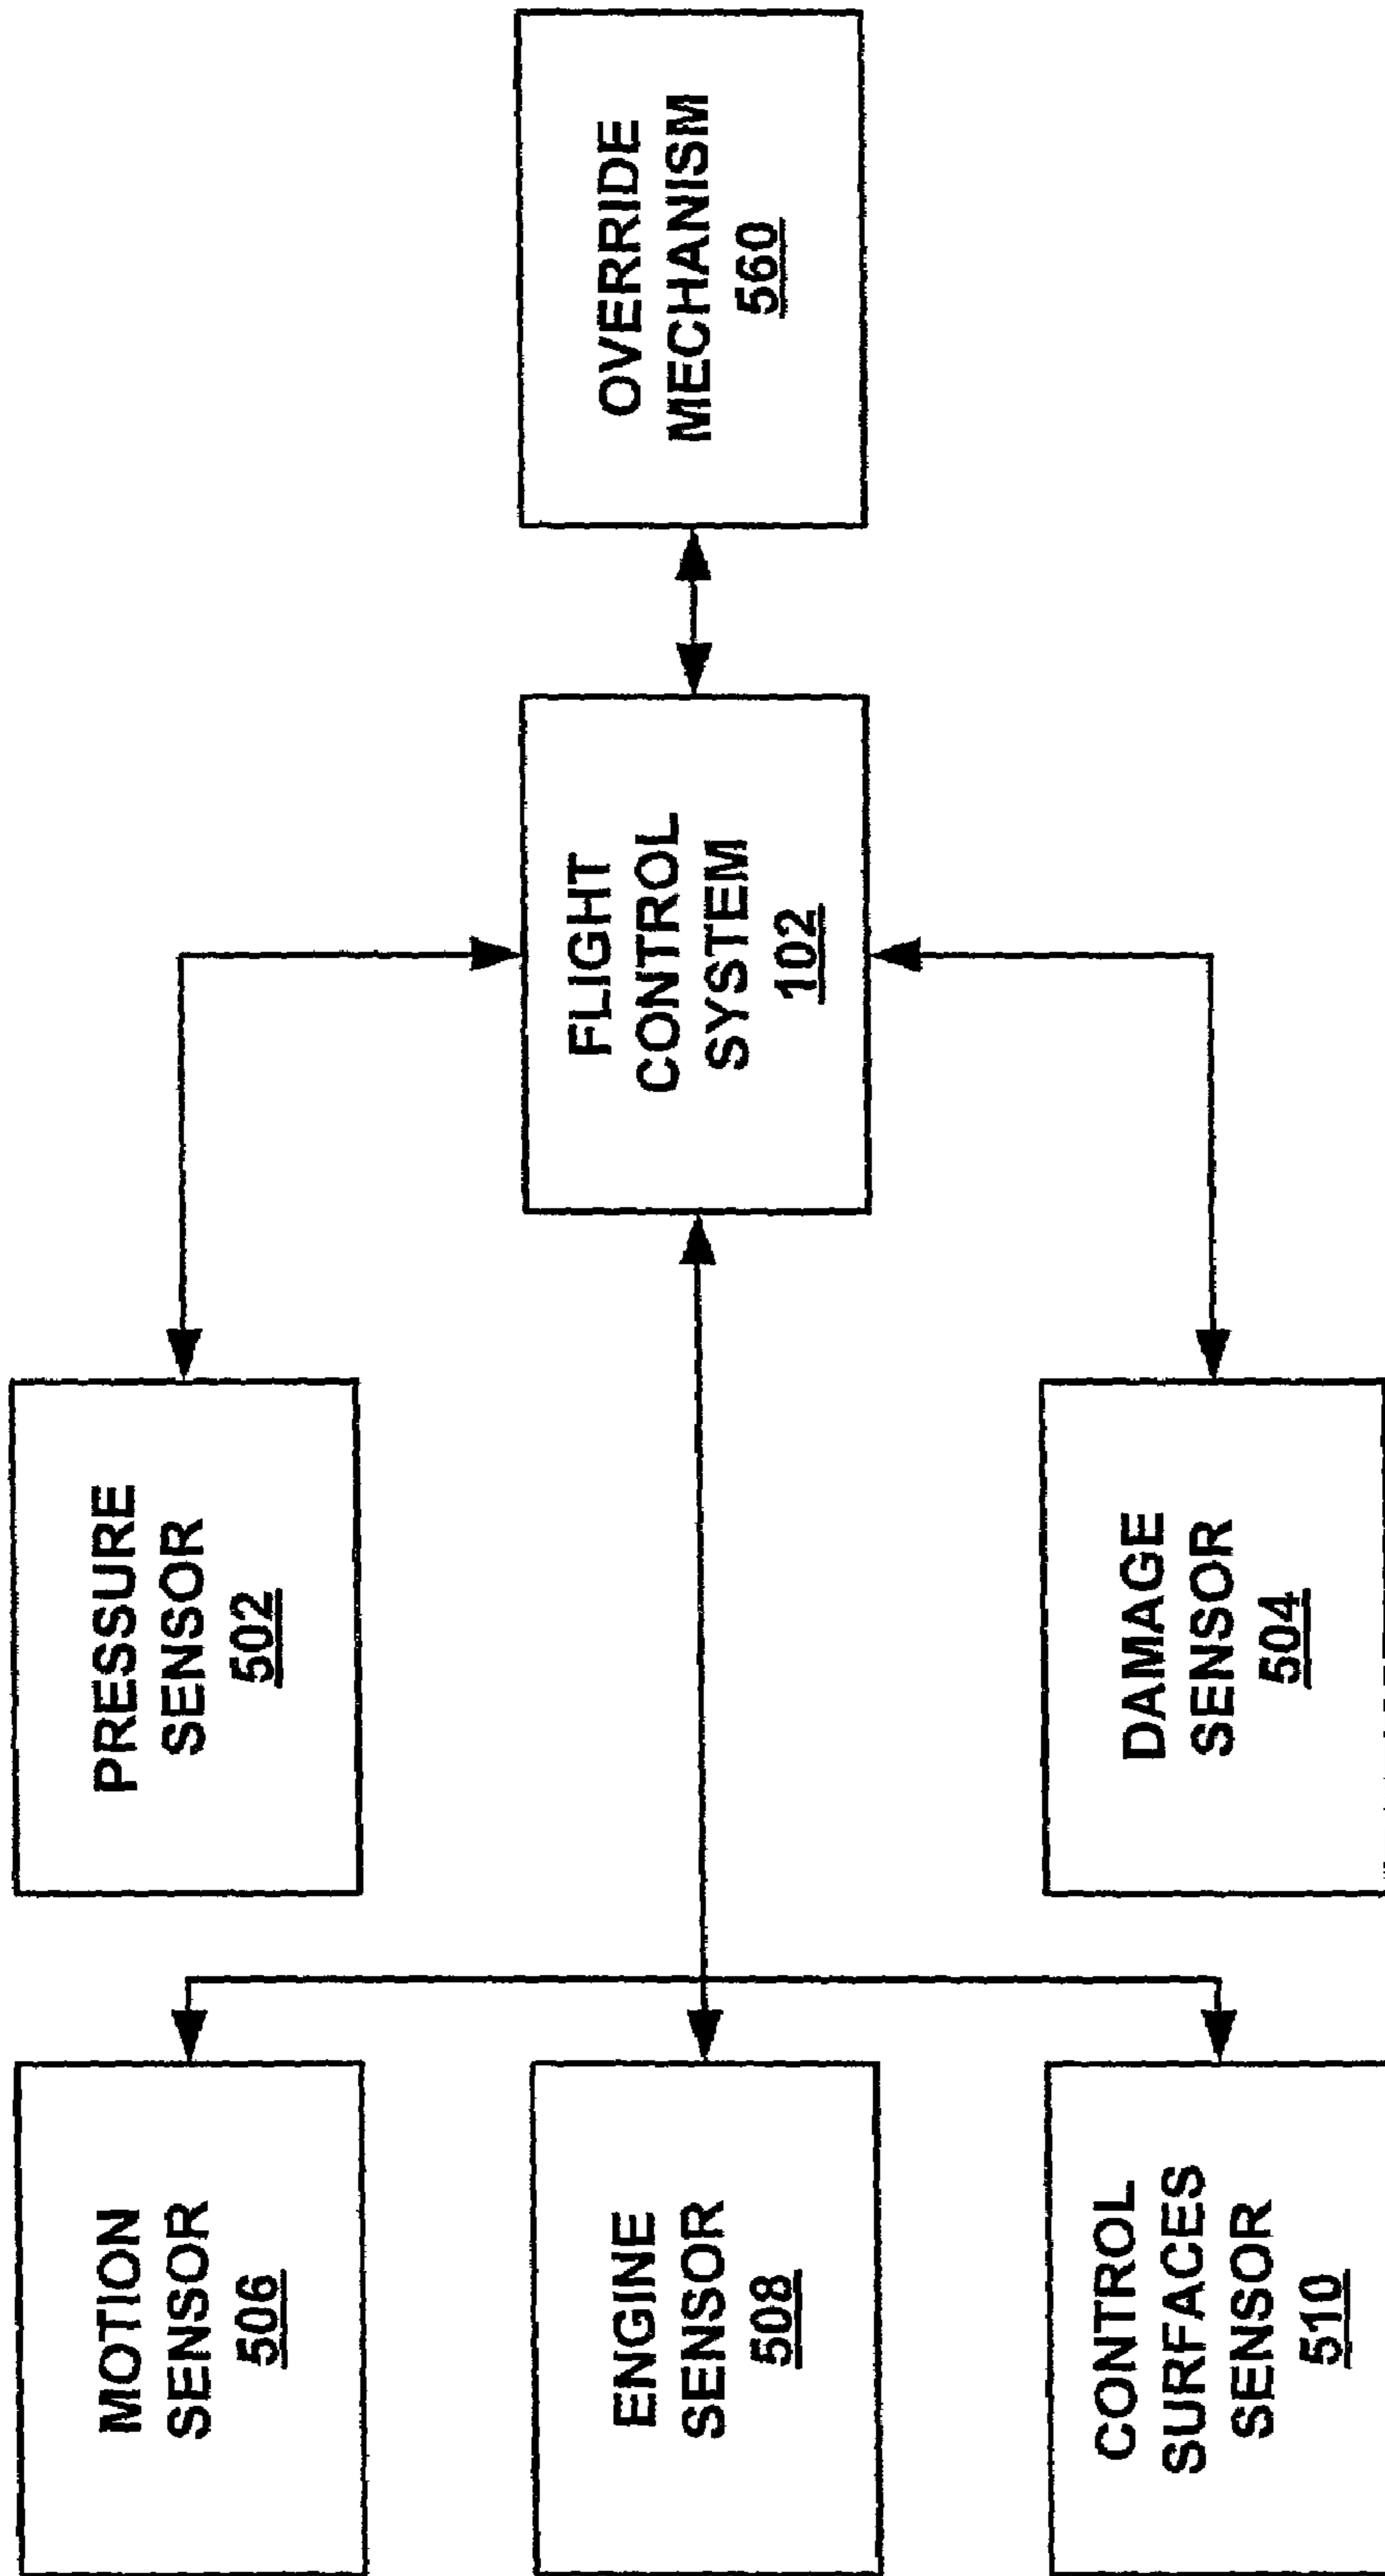 MOTION
SENSOR
506
ENGINE
SENSOR
508
CONTROL
SURFACES
SENSOR
510
PRESSURE
SENSOR
502
DAMAGE
SENSOR
504
FLIGHT
CONTROL
SYSTEM
102
OVERRIDE
MECHANISM
560